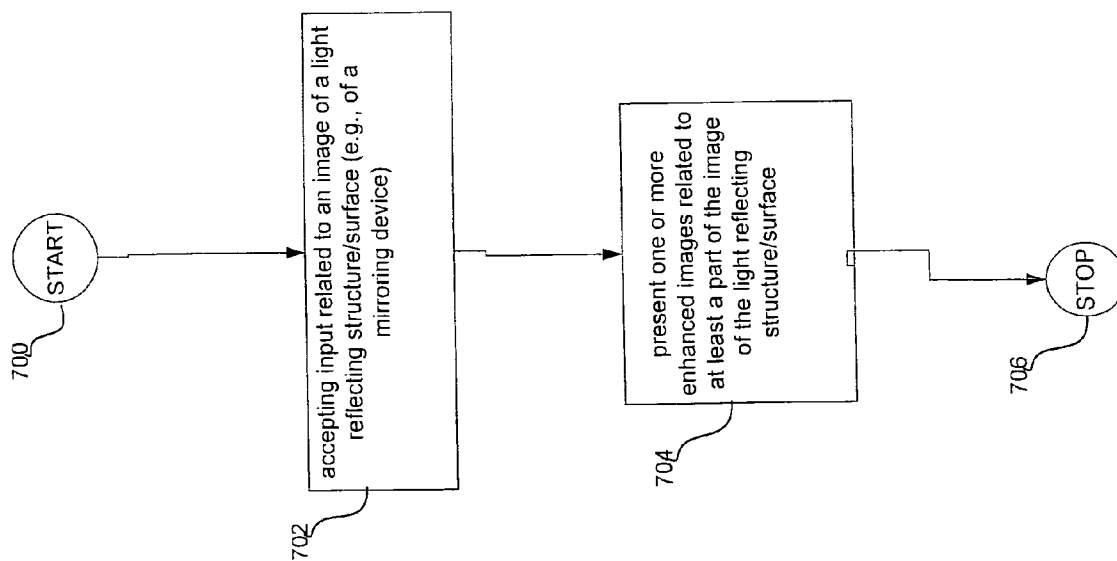 700
START
702
accepting input related to an image of a light
reflecting structure/surface (e.g., of a
mirroring device)
704
present one or more
enhanced images related to
at least a part of the image
of the light reflecting
structure/surface
706
STOP